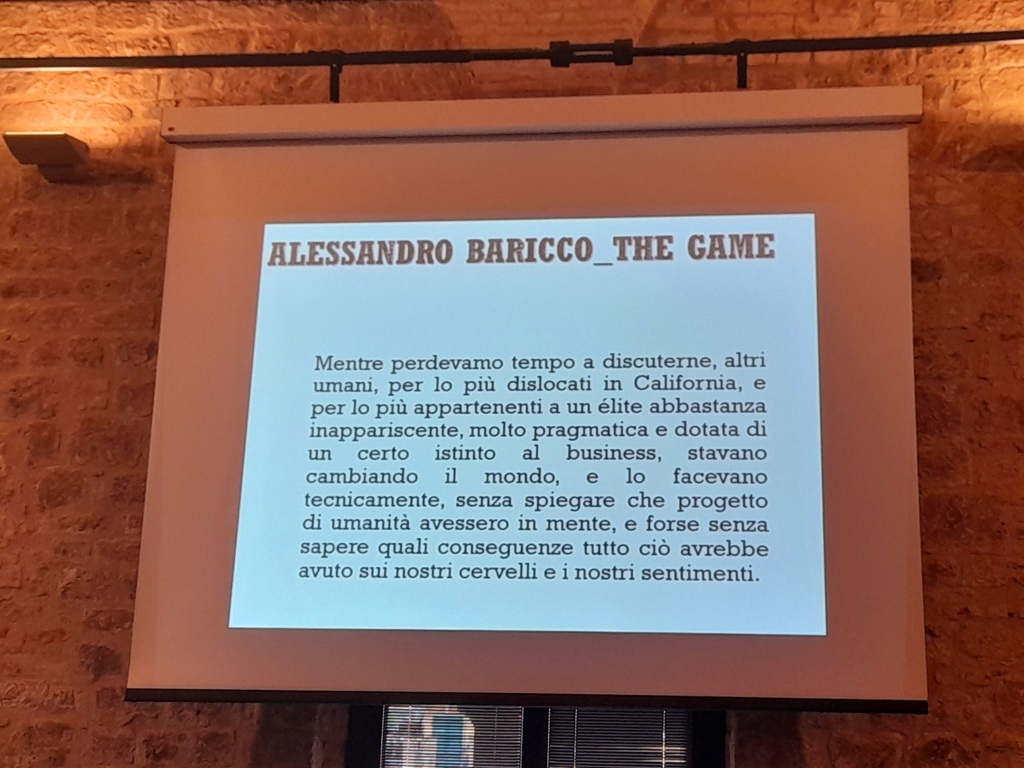 ALESSANDRO BARICCO_THE GAME
Mentre perdevamo tempo a discuterne, altri
umani, per lo più dislocati in California, e
per lo più appartenenti a un élite abbastanza
inappariscente, molto pragmatica e dotata di
un certo istinto al business, stavano
cambiando il mondo, e lo facevano
tecnicamente, senza spiegare che progetto
di umanità avessero in mente, e forse senza
sapere quali conseguenze tutto ciò avrebbe
avuto sui nostri cervelli e i nostri sentimenti.